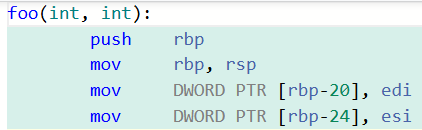 foo(int, int):
push rbp
mov rbp, rsp
mov DWORD PTR [rbp-20], edi
mov DWORD PTR [rbp-24], esi